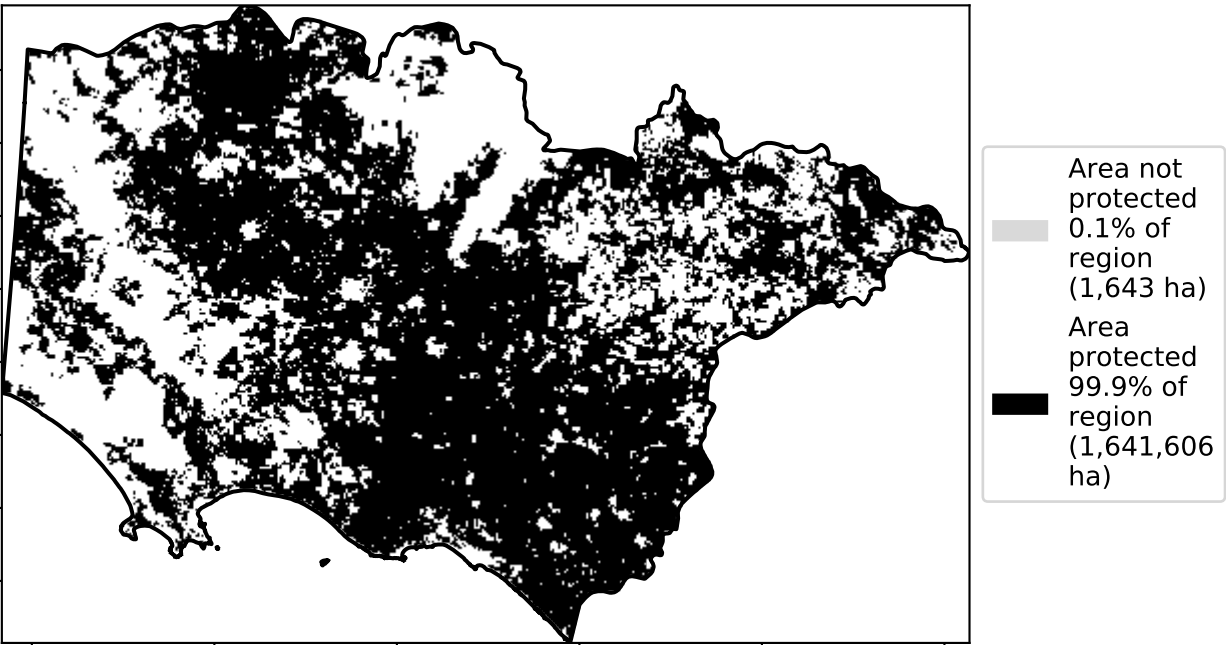 Area not
protected
0.1% of
region
(1,643 ha)
Area
protected
99.9% of
region
(1,641,606
ha)